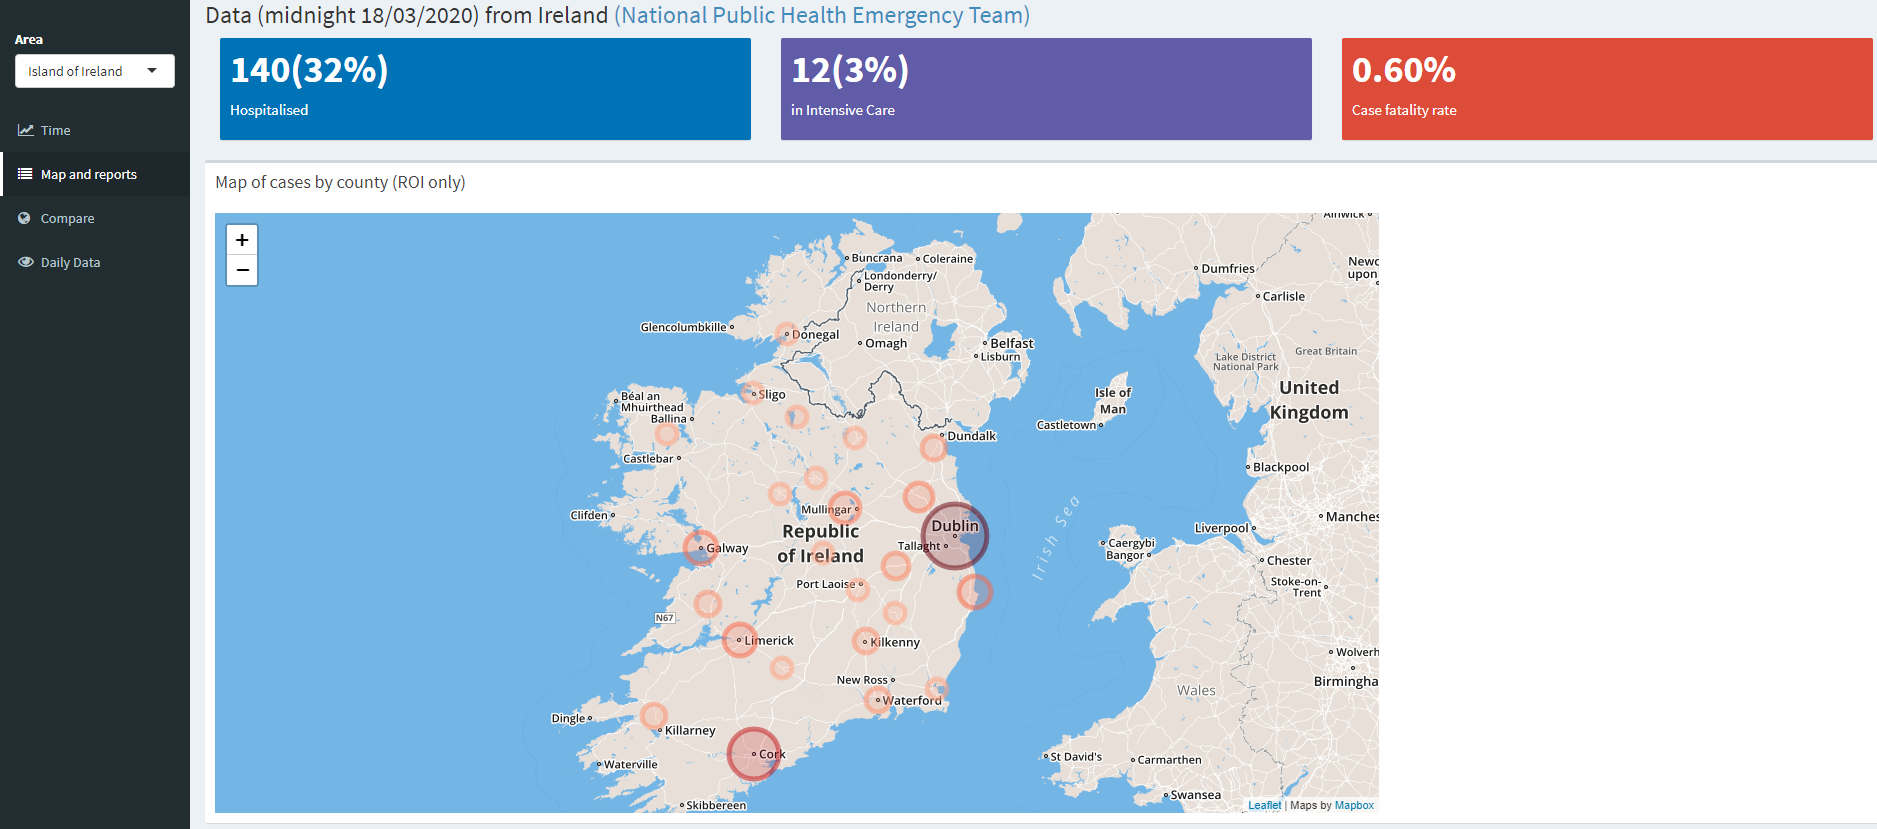 Data (midnight 18/03/2020) from Ireland (National Public Health Emergency Team)
Area
Island of Ireland
Time
Map and reports
Compare
Daily Data
140(32%)
Hospitalised
12(3%)
in Intensive Care
0.60%
Case fatality rate
Map of cases by county (ROI only)
+
−
Alnwick
Buncrana
Coleraine
Londonderry/
Derry
Dumfries
Newc
upon
Carlisle
Northern
Ireland
Glencolumbkille
Donegal
Omagh
Belfast
Lisburn
Lake District
National Park
Great Britain
United
Kingdom
Isle of
Man
Castletown
Sligo
Béal an
Mhuirthead
Ballina
Castlebar
Dundalk
Blackpool
Clifden
Mullingar
Republic
of Ireland
Dublin
Tallaght
Irish Sea
Liverpool
Manches
Caergybi
Bangor
Chester
Stoke-on-
Trent
Galway
Port Laoise
N67
Limerick
Kilkenny
Wolverh
Birmingha
New Ross
Waterford
Wales
Dingle
Killarney
Waterville
Cork
St David's
Carmarthen
Swansea
Skibbereen
Leaflet | Maps by Mapbox